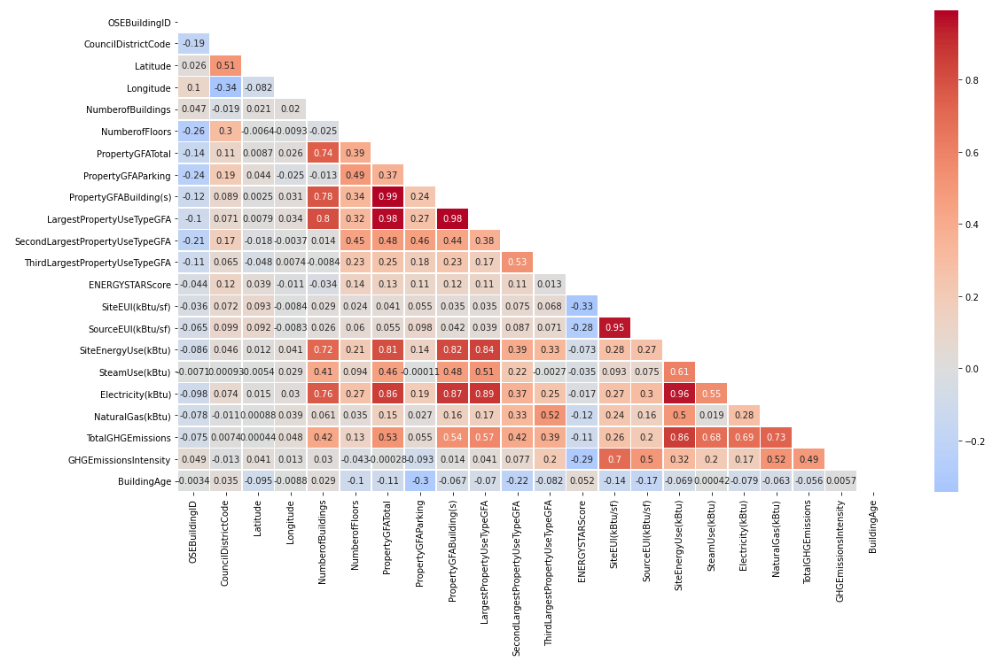 OSEBuildingID
CouncilDistrictCode -0.19
Latitude 0.026 0.51
Longitude 0.1 -0.34 -0.082
NumberofBuildings 0.047 -0.019 0.021 0.02
NumberofFloors -0.26 0.3 -0.0064 -0.0093 -0.025
PropertyGFATotal -0.14 0.11 0.0087 0.026 0.74 0.39
PropertyGFAParking -0.24 0.19 0.044 -0.025 -0.013 0.49 0.37
PropertyGFABuilding(s) -0.12 0.089 0.0025 0.031 0.78 0.34 0.99 0.24
LargestPropertyUseTypeGFA -0.1 0.071 0.0079 0.034 0.8 0.32 0.98 0.27 0.98
SecondLargestPropertyUseTypeGFA -0.21 0.17 -0.018 -0.0037 0.014 0.45 0.48 0.46 0.44 0.38
ThirdLargestPropertyUseTypeGFA -0.11 0.065 -0.048 0.0074 -0.0084 0.23 0.25 0.18 0.23 0.17 0.53
ENERGYSTARScore -0.044 0.12 0.039 -0.011 -0.034 0.14 0.13 0.11 0.12 0.11 0.11 0.013
SiteEUI(kBtu/sf) -0.036 0.072 0.093 -0.0084 0.029 0.024 0.041 0.055 0.035 0.035 0.075 0.068 -0.33
SourceEUI(kBtu/sf) -0.065 0.099 0.092 -0.0083 0.026 0.06 0.055 0.098 0.042 0.039 0.087 0.071 -0.28 0.95
SiteEnergyUse(kBtu) -0.086 0.046 0.012 0.041 0.72 0.21 0.81 0.14 0.82 0.84 0.39 0.33 -0.073 0.28 0.27
SteamUse(kBtu) -0.0071 0.00093 -0.0054 0.029 0.41 0.094 0.46 -0.00011 0.48 0.51 0.22 -0.0027 -0.035 0.093 0.075 0.61
Electricity(kBtu) -0.098 0.074 0.015 0.03 0.76 0.27 0.86 0.19 0.87 0.89 0.37 0.25 -0.017 0.27 0.3 0.96 0.55
NaturalGas(kBtu) -0.078 -0.011 0.00088 0.039 0.061 0.035 0.15 0.027 0.16 0.17 0.33 0.52 -0.12 0.24 0.16 0.5 0.019 0.28
TotalGHGEmissions -0.075 0.0074 0.00044 0.048 0.42 0.13 0.53 0.055 0.54 0.57 0.42 0.39 -0.11 0.26 0.2 0.86 0.68 0.69 0.73
GHGEmissionsIntensity 0.049 -0.013 0.041 0.013 0.03 -0.043 -0.00028 -0.093 0.014 0.041 0.077 0.2 -0.29 0.7 0.5 0.32 0.2 0.17 0.52 0.49
BuildingAge -0.0034 0.035 -0.095 -0.0088 0.029 -0.1 -0.11 -0.3 -0.067 -0.07 -0.22 -0.082 0.052 -0.14 -0.17 -0.069 0.00042 -0.079 -0.063 -0.056 0.0057
OSEBuildingID
CouncilDistrictCode
Latitude
Longitude
NumberofBuildings
NumberofFloors
PropertyGFATotal
PropertyGFAParking
PropertyGFABuilding(s)
LargestPropertyUseTypeGFA
SecondLargestPropertyUseTypeGFA
ThirdLargestPropertyUseTypeGFA
ENERGYSTARScore
SiteEUI(kBtu/sf)
SourceEUI(kBtu/sf)
SiteEnergyUse(kBtu)
SteamUse(kBtu)
Electricity(kBtu)
NaturalGas(kBtu)
TotalGHGEmissions
GHGEmissionsIntensity
BuildingAge
0.8
0.6
0.4
0.2
0.0
−0.2